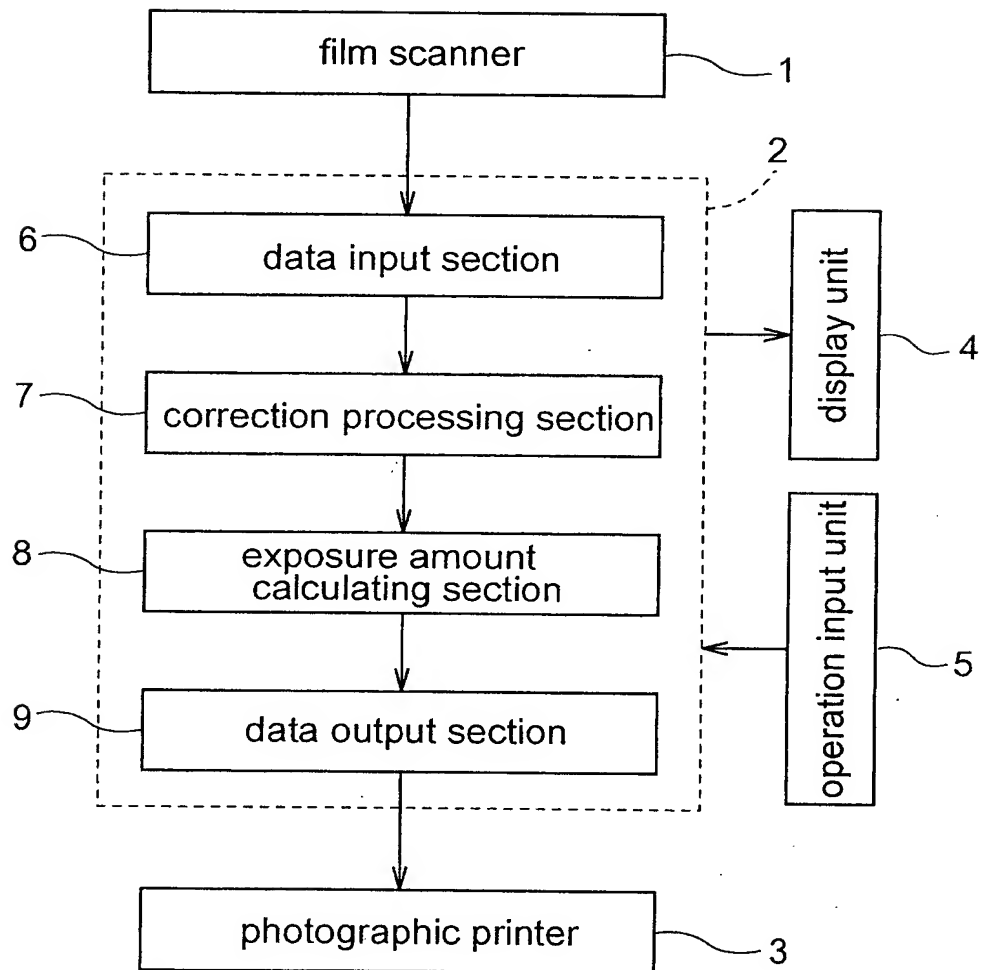 film scanner
1
2
6
data input section
display unit
4
7
correction processing section
8
exposure amount
calculating section
operation input unit
5
9
data output section
photographic printer
3